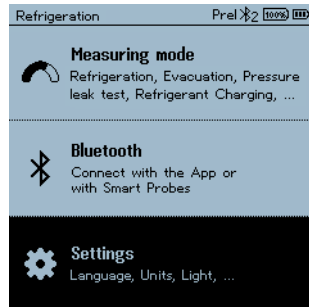 Refrigeration Prel 2 100%
Measuring mode
Refrigeration, Evacuation, Pressure
leak test, Refrigerant Charging, ...
Bluetooth
Connect with the App or
with Smart Probes
Settings
Language, Units, Light, ...